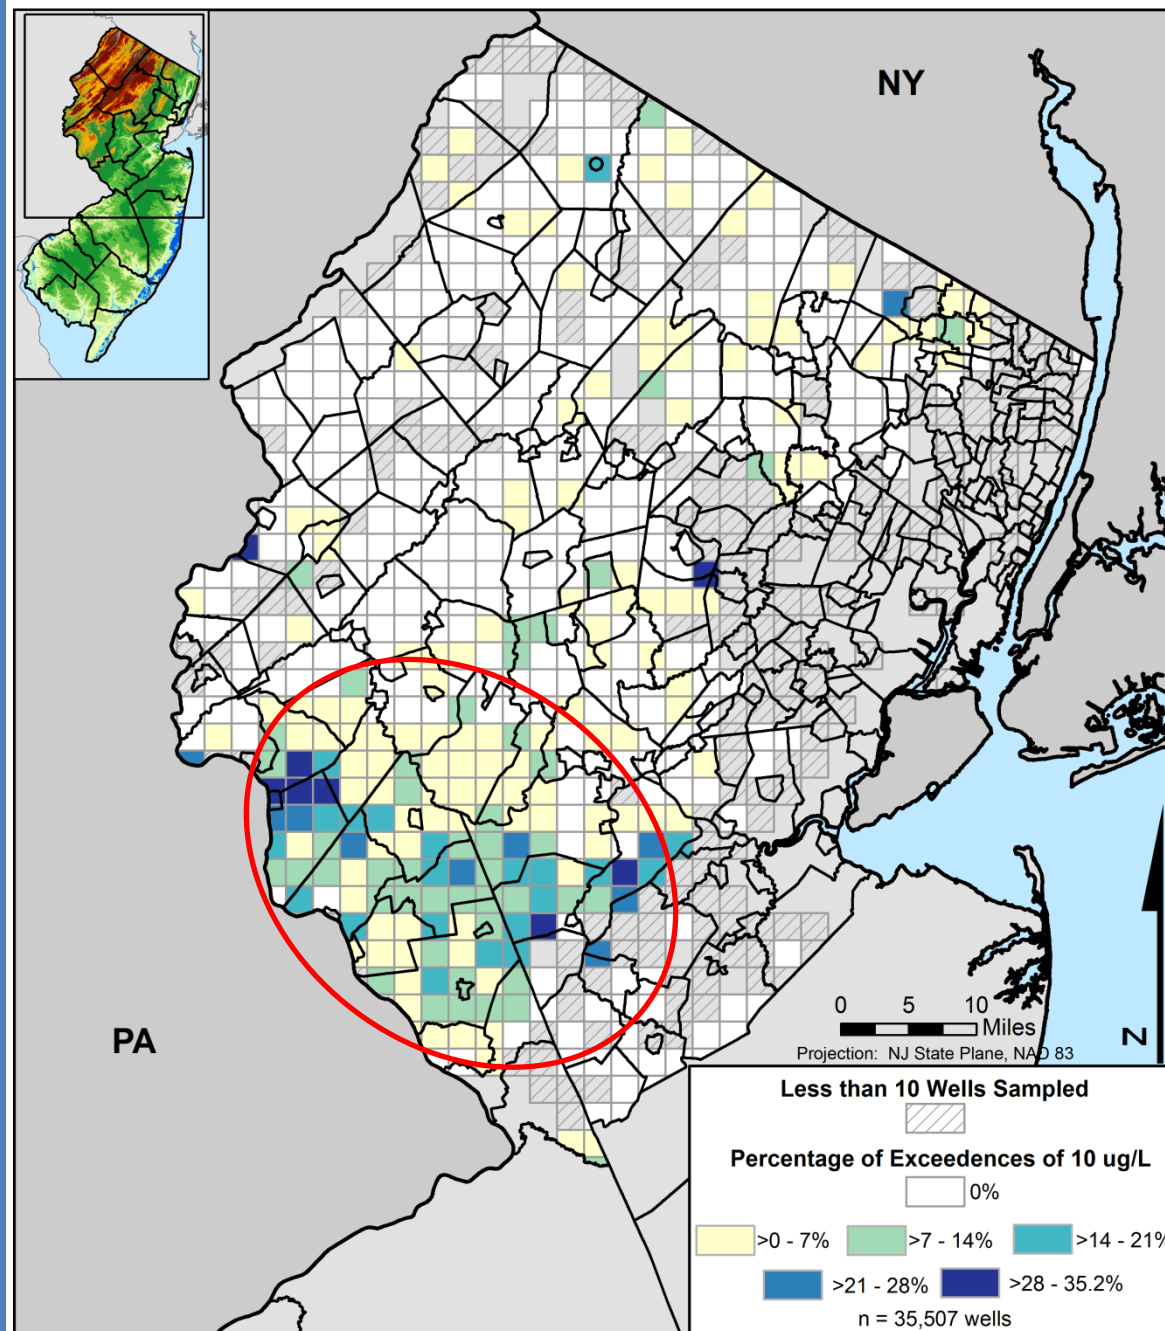 NY
PA
0 5 10
Miles
Projection: NJ State Plane, NAD 83
N
Less than 10 Wells Sampled
Percentage of Exceedences of 10 ug/L
0%
>0 - 7% >7 - 14% >14 - 21%
>21 - 28% >28 - 35.2%
n = 35,507 wells